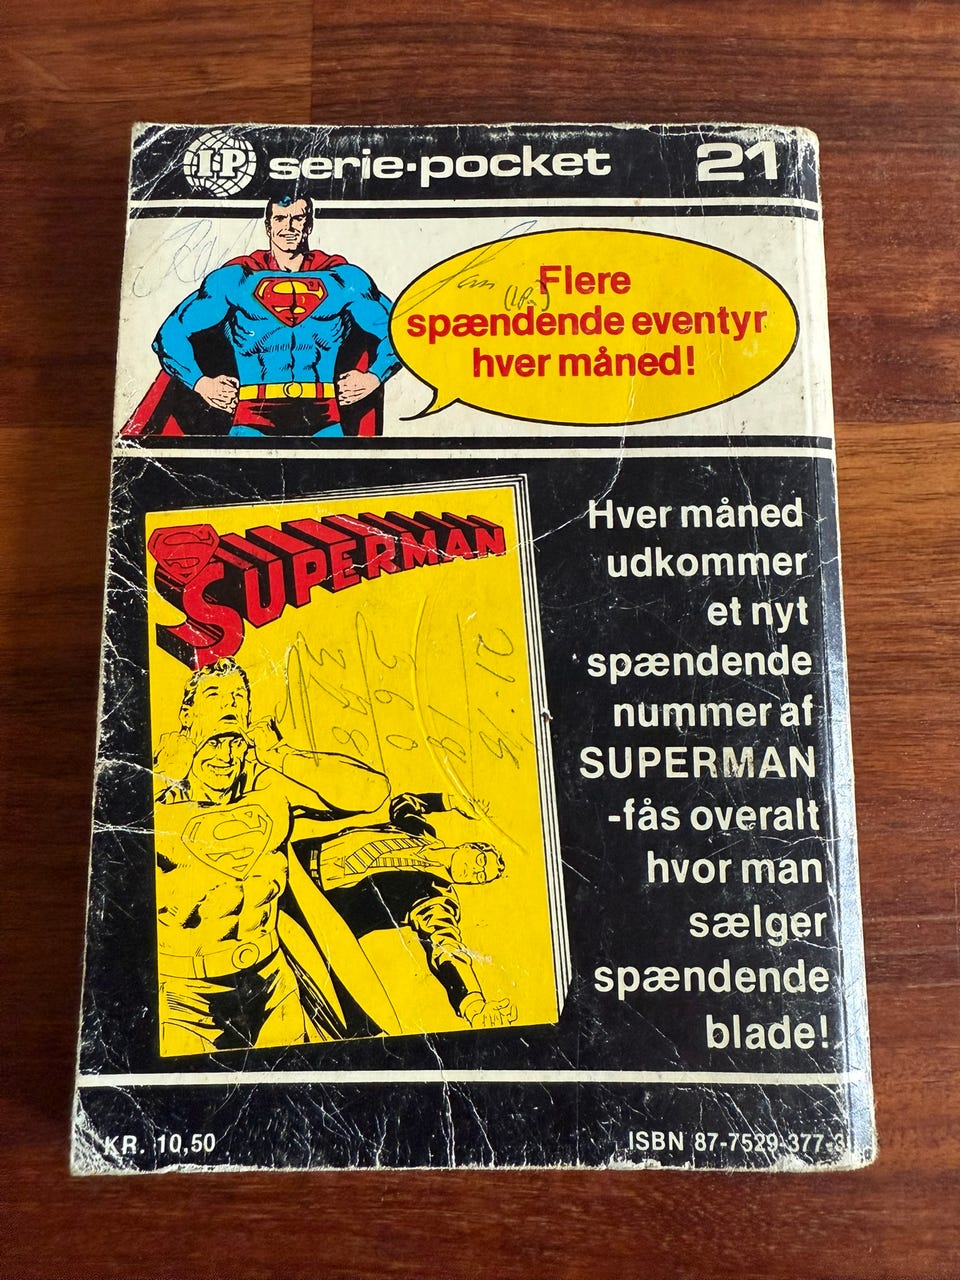 I·P serie·pocket 21
Flere
spændende eventyr
hver måned!
SUPERMAN
Hver måned
udkommer
et nyt
spændende
nummer af
SUPERMAN
-fås overalt
hvor man
sælger
spændende
blade!
KR. 10,50
ISBN 87-7529-377-3